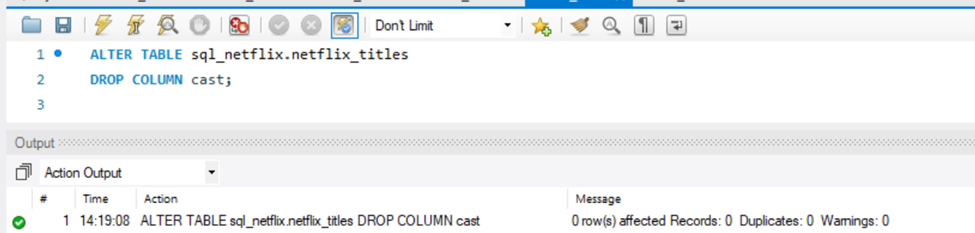 Don't Limit
1 ALTER TABLE sql_netflix.netflix_titles
2 DROP COLUMN cast;
3
Output
Action Output
# Time Action Message
1 14:19:08 ALTER TABLE sql_netflix.netflix_titles DROP COLUMN cast 0 row(s) affected Records: 0 Duplicates: 0 Warnings: 0